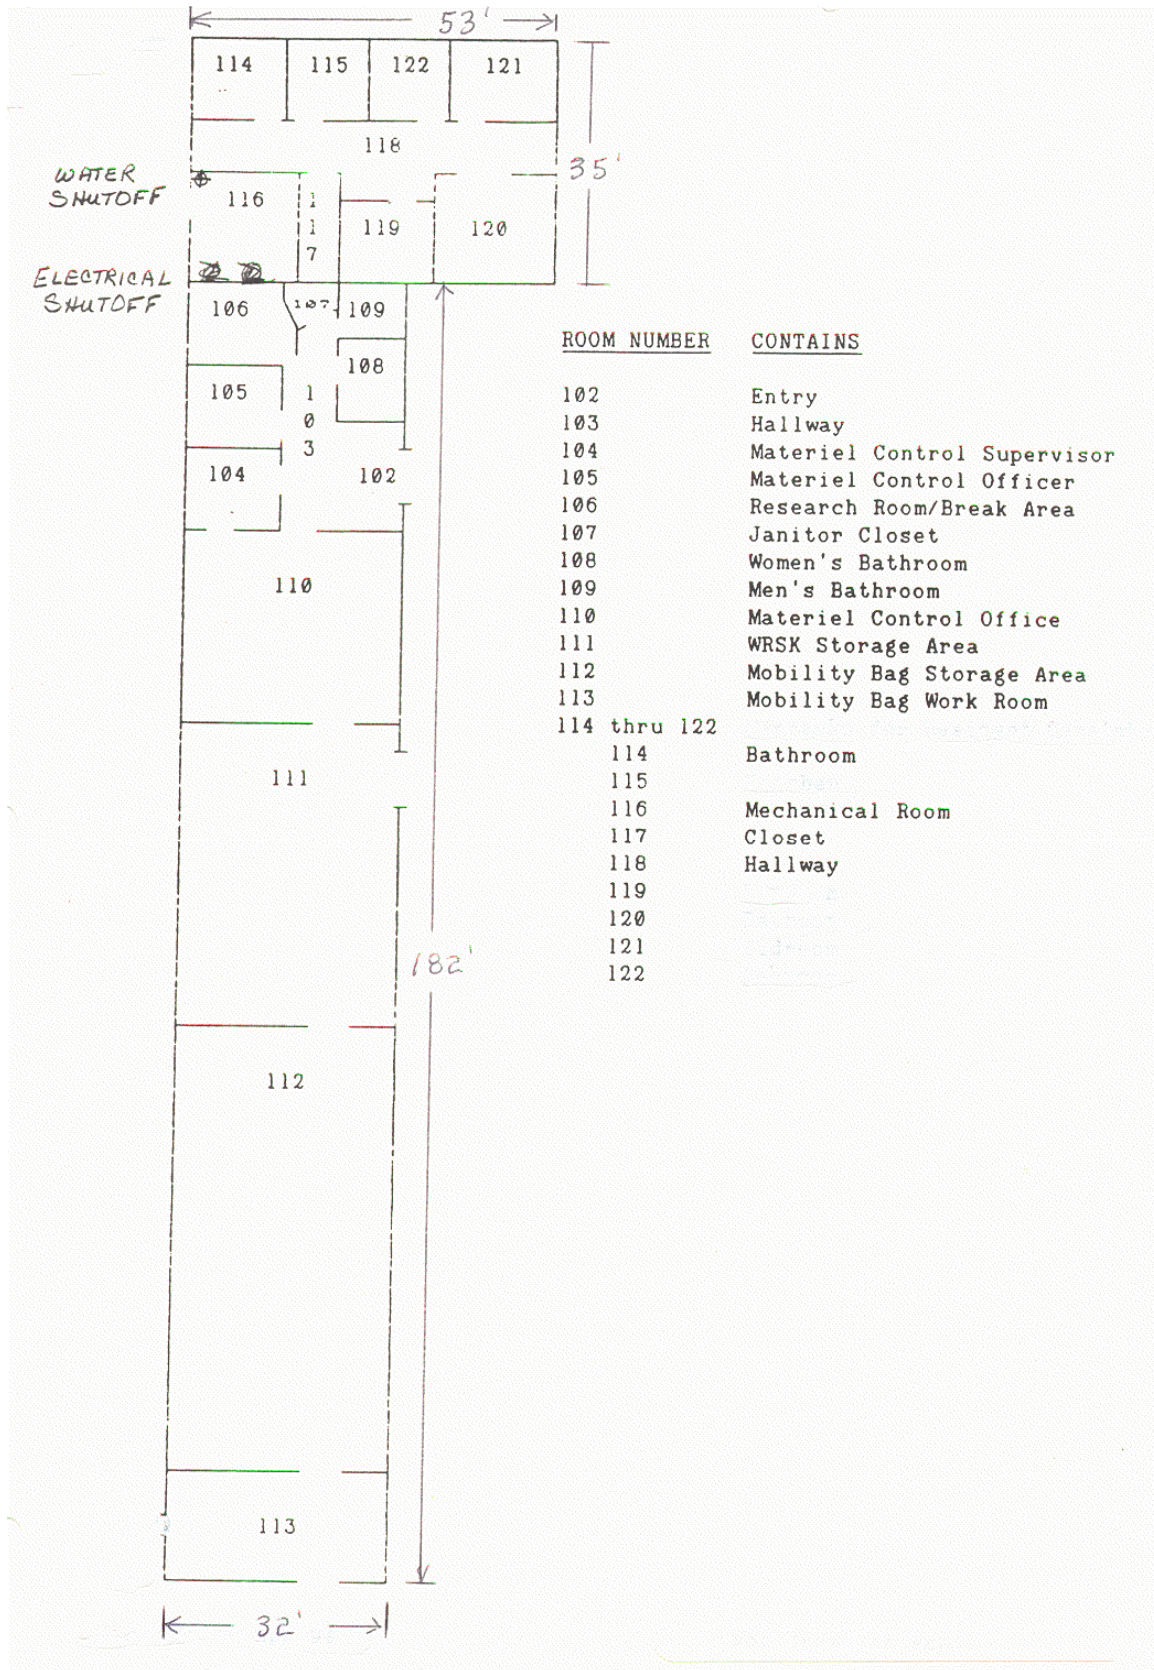 53'
114 115 122 121
118
35'
WATER
SHUTOFF
116
1
1
7
119
120
ELECTRICAL
SHUTOFF
106
107
109
108
105
1
0
3
104
102
110
111
182'
112
113
32'
ROOM NUMBER CONTAINS
102 Entry
103 Hallway
104 Materiel Control Supervisor
105 Materiel Control Officer
106 Research Room/Break Area
107 Janitor Closet
108 Women's Bathroom
109 Men's Bathroom
110 Materiel Control Office
111 WRSK Storage Area
112 Mobility Bag Storage Area
113 Mobility Bag Work Room
114 thru 122
114 Bathroom
115
116 Mechanical Room
117 Closet
118 Hallway
119
120
121
122